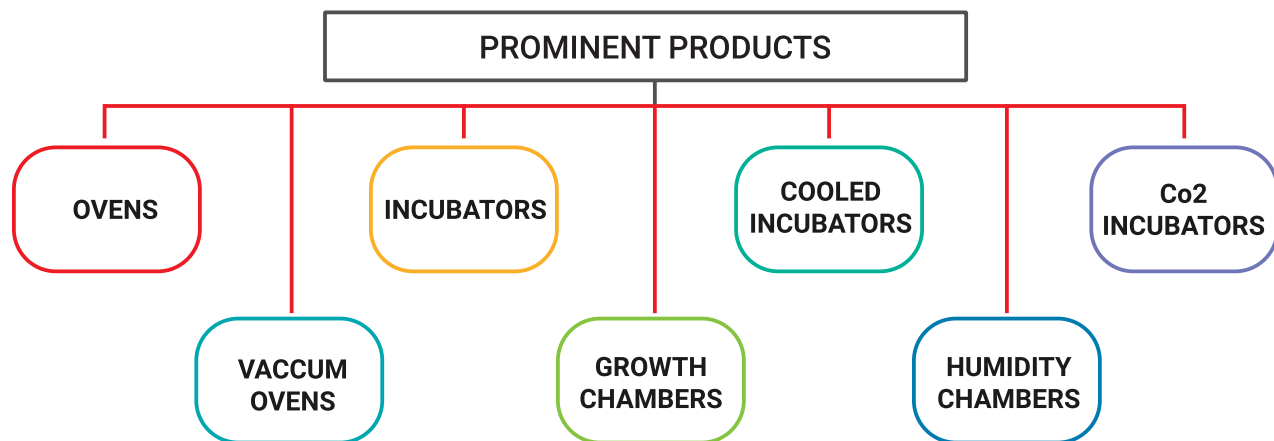 PROMINENT PRODUCTS
OVENS
INCUBATORS
COOLED
INCUBATORS
Co2
INCUBATORS
VACCUM
OVENS
GROWTH
CHAMBERS
HUMIDITY
CHAMBERS